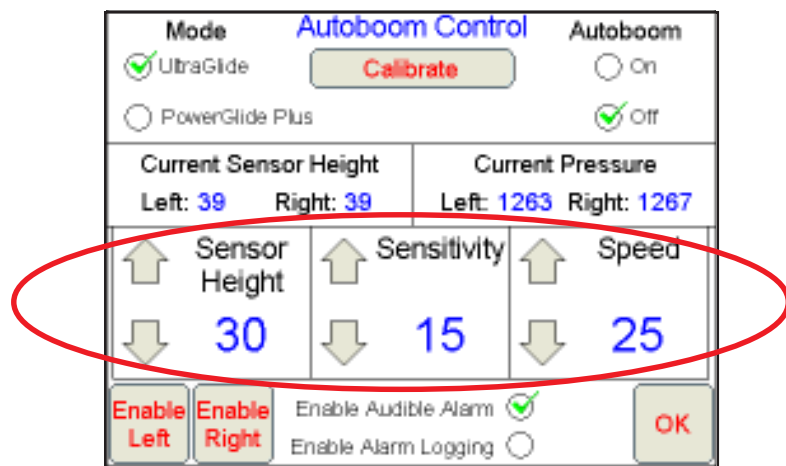 Mode Autoboom Control Autoboom
UltraGlide Calibrate On
PowerGlide Plus Off
Current Sensor Height Current Pressure
Left: 39 Right: 39 Left: 1263 Right: 1267
Sensor Height Sensitivity Speed
30 15 25
Enable Left Enable Right Enable Audible Alarm OK
Enable Alarm Logging